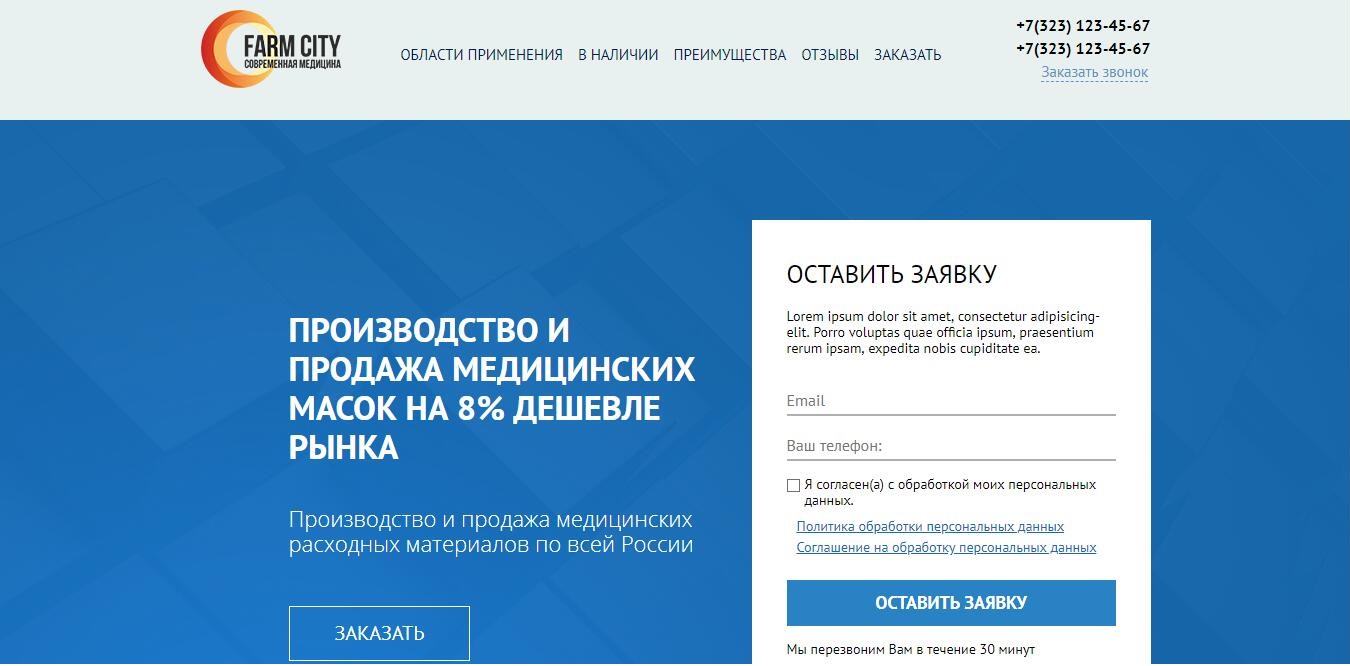 FARM CITY
СОВРЕМЕННАЯ МЕДИЦИНА
ОБЛАСТИ ПРИМЕНЕНИЯ В НАЛИЧИИ ПРЕИМУЩЕСТВА ОТЗЫВЫ ЗАКАЗАТЬ
+7(323) 123-45-67
+7(323) 123-45-67
Заказать звонок
ПРОИЗВОДСТВО И
ПРОДАЖА МЕДИЦИНСКИХ
МАСОК НА 8% ДЕШЕВЛЕ
РЫНКА
Производство и продажа медицинских
расходных материалов по всей России
ЗАКАЗАТЬ
ОСТАВИТЬ ЗАЯВКУ
Lorem ipsum dolor sit amet, consectetur adipisicing-
elit. Porro voluptas quae officia ipsum, praesentium
rerum ipsam, expedita nobis cupiditate ea.
Email
Ваш телефон:
Я согласен(а) с обработкой моих персональных
данных.
Политика обработки персональных данных
Соглашение на обработку персональных данных
ОСТАВИТЬ ЗАЯВКУ
Мы перезвоним Вам в течение 30 минут